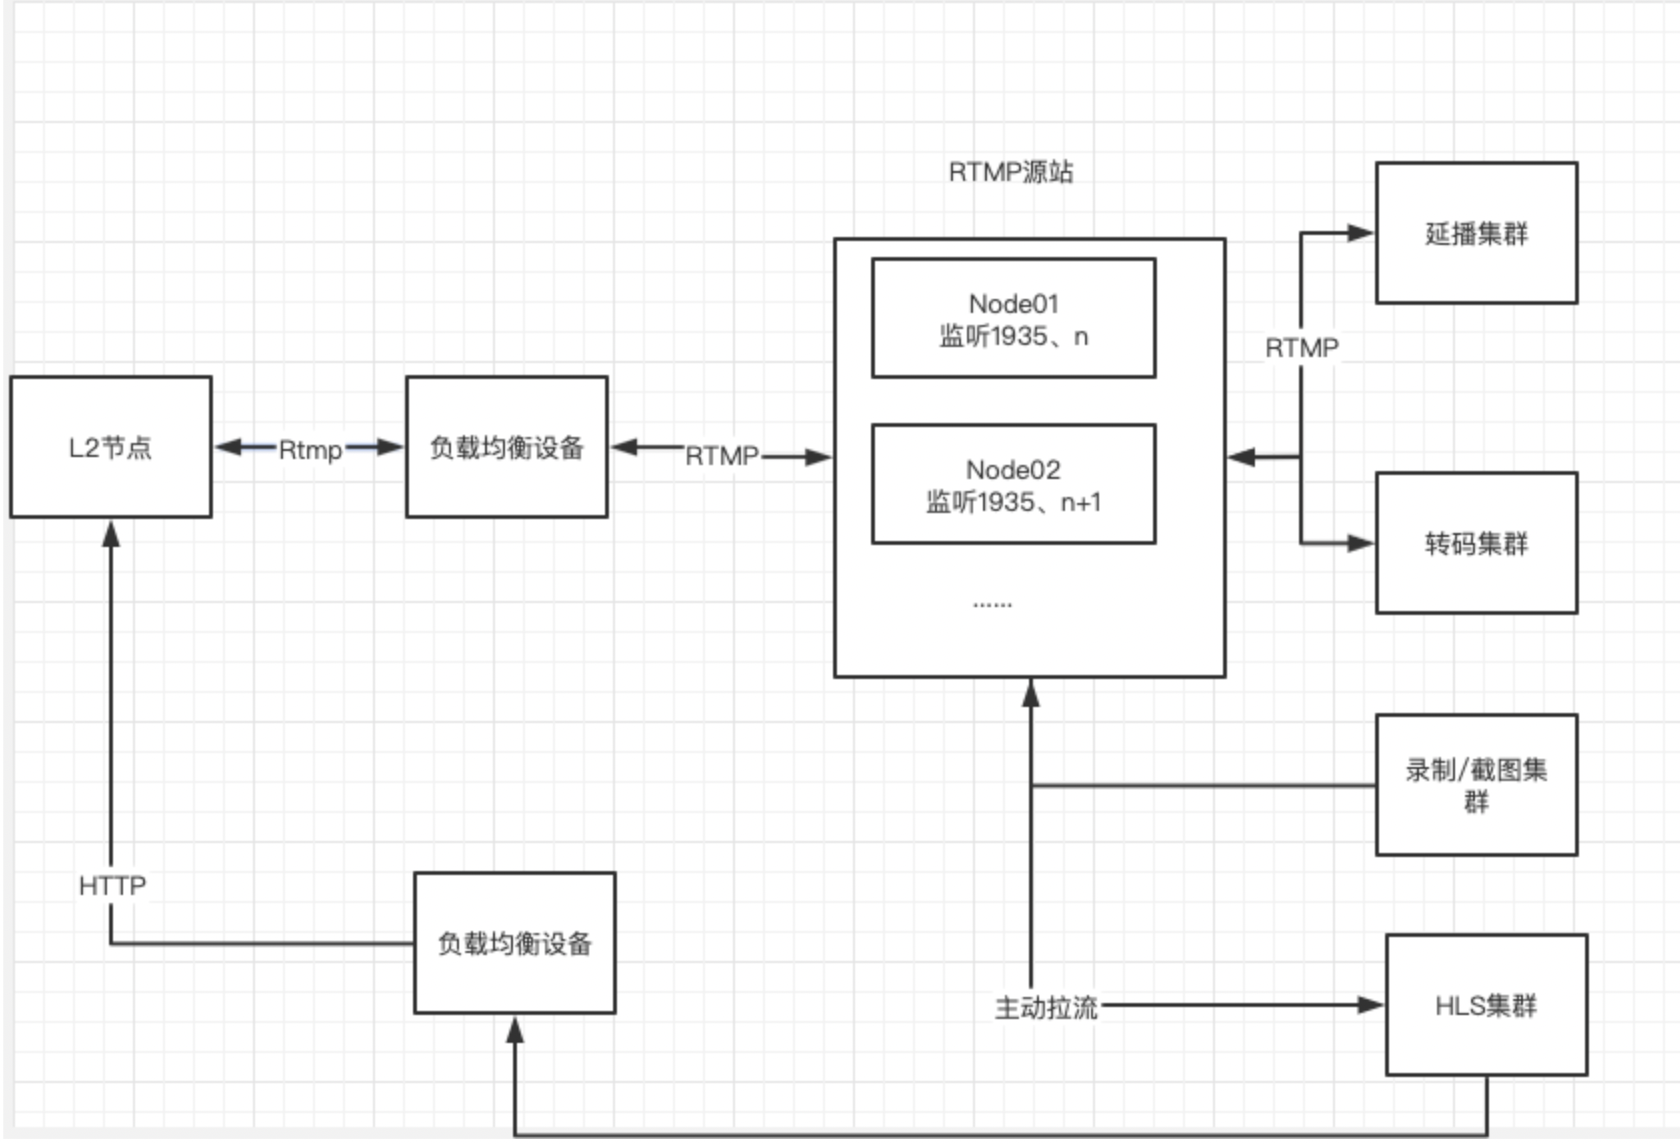 RTMP源站
延播集群
Node01
监听1935、n
RTMP
L2节点
Rtmp
负载均衡设备
RTMP
Node02
监听1935、n+1
转码集群
......
录制/截图集
群
HTTP
负载均衡设备
主动拉流
HLS集群